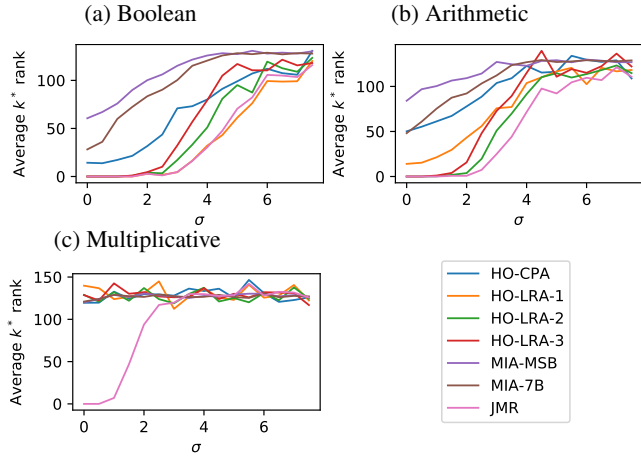 (a) Boolean
Average k* rank
100
50
0
0
2
4
6
σ
(b) Arithmetic
Average k* rank
100
50
0
0
2
4
6
σ
(c) Multiplicative
Average k* rank
150
100
50
0
0
2
4
6
σ
HO-CPA
HO-LRA-1
HO-LRA-2
HO-LRA-3
MIA-MSB
MIA-7B
JMR